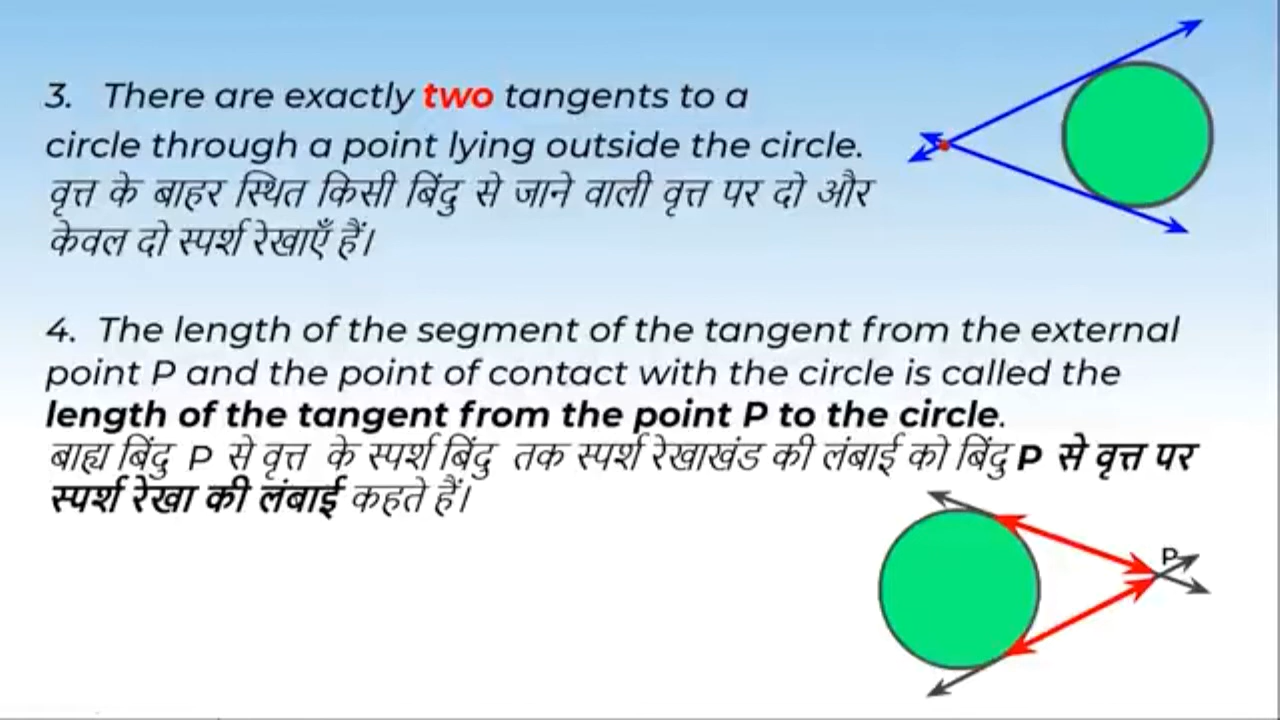 3. There are exactly two tangents to a
circle through a point lying outside the circle.
वृत्त के बाहर स्थित किसी बिंदु से जाने वाली वृत्त पर दो और
केवल दो स्पर्श रेखाएँ हैं।
4. The length of the segment of the tangent from the external
point P and the point of contact with the circle is called the
length of the tangent from the point P to the circle.
बाह्य बिंदु P से वृत्त के स्पर्श बिंदु तक स्पर्श रेखाखंड की लंबाई को बिंदु P से वृत्त पर
स्पर्श रेखा की लंबाई कहते हैं।
P